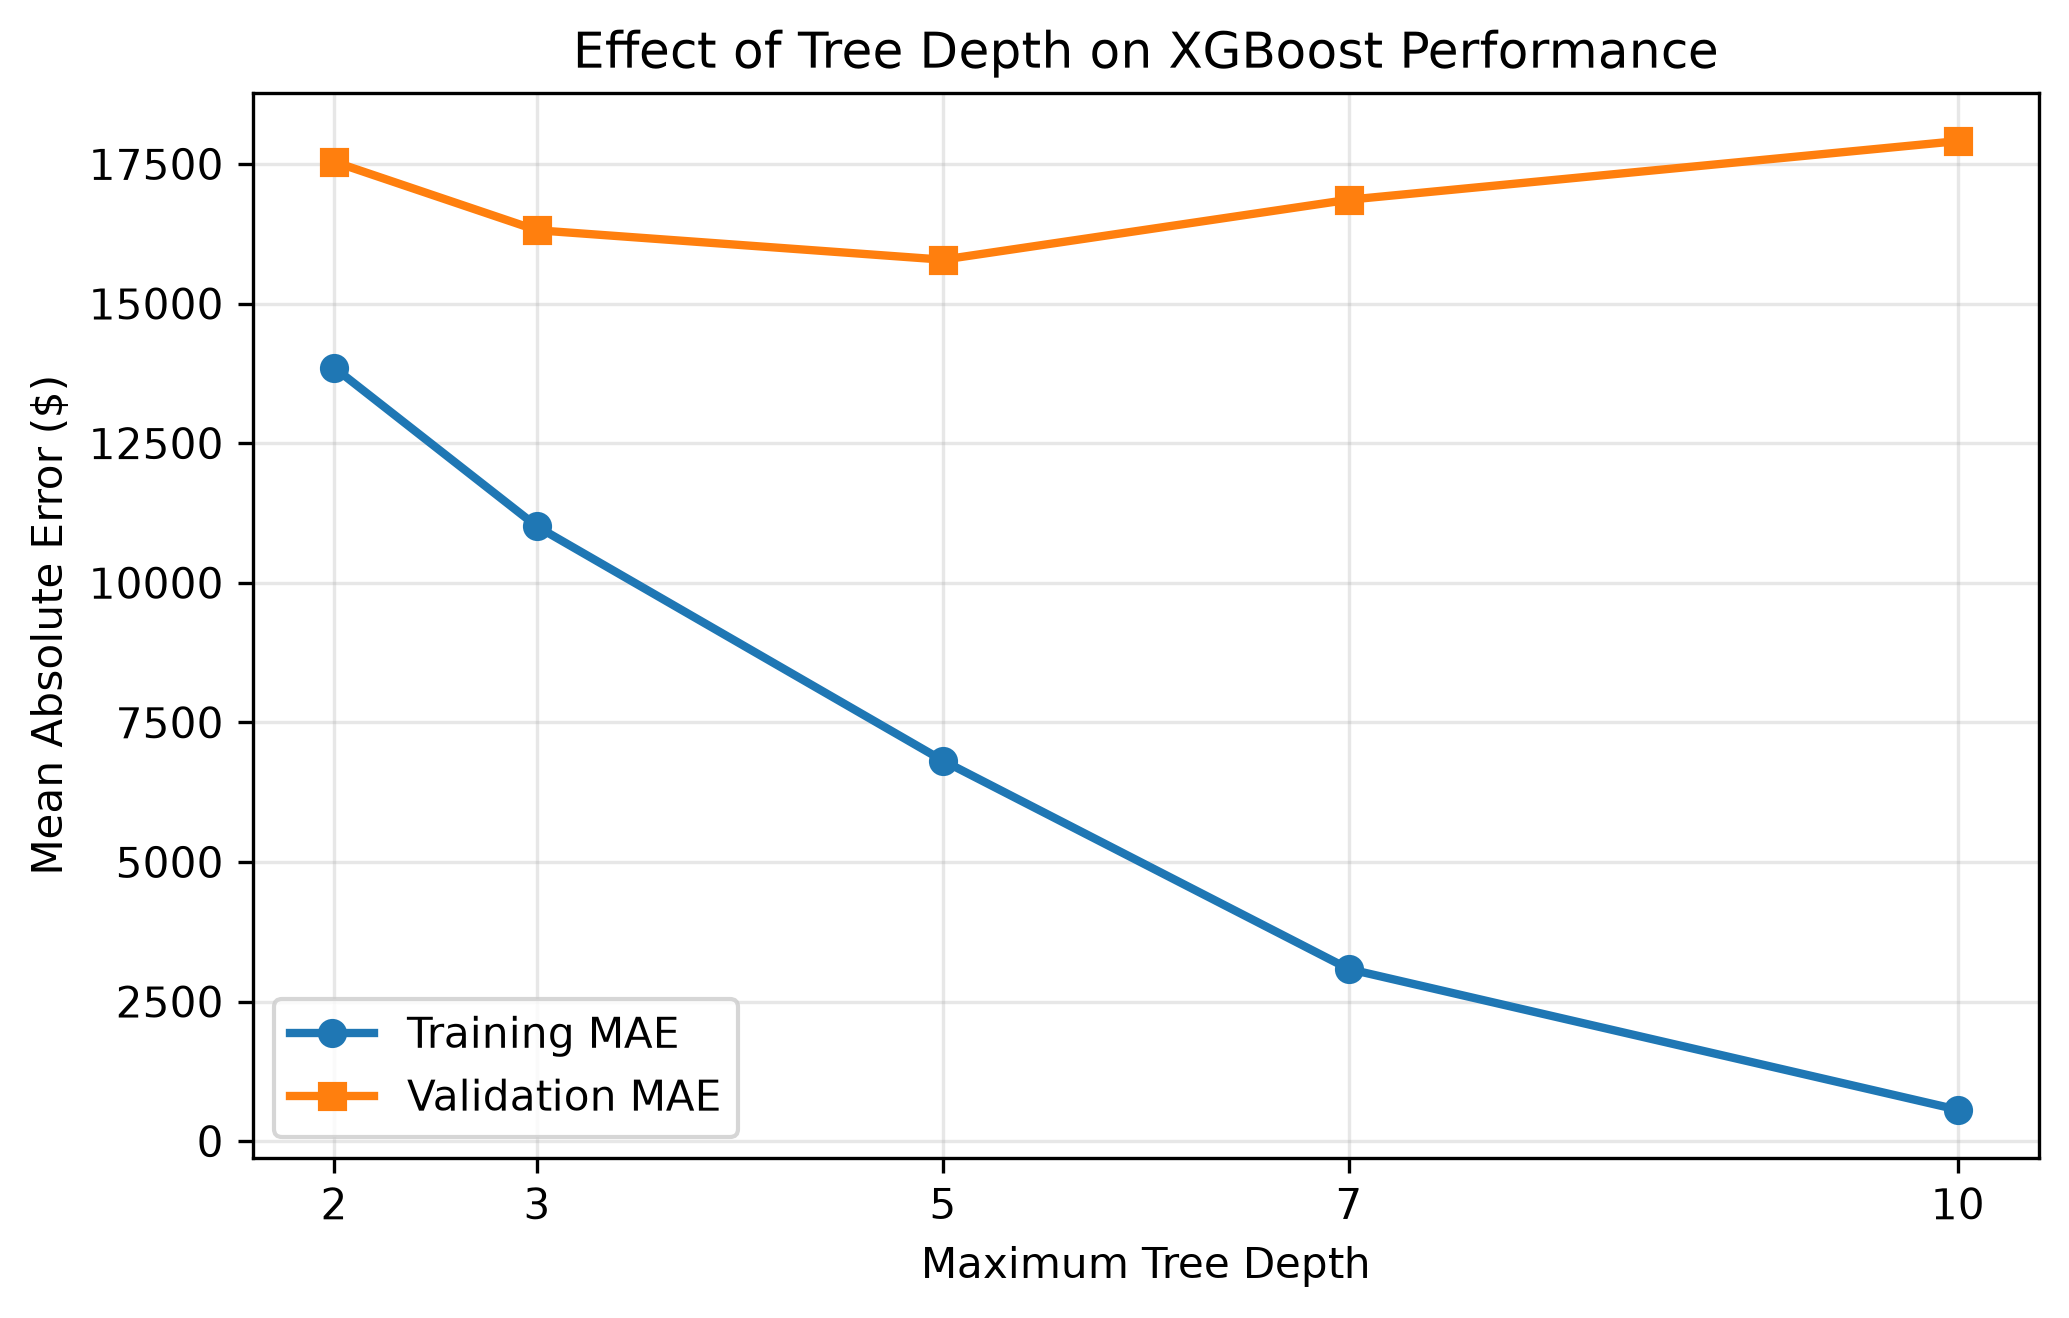 Effect of Tree Depth on XGBoost Performance
Mean Absolute Error ($)
17500
15000
12500
10000
7500
5000
2500
0
Training MAE
Validation MAE
2 3 5 7 10
Maximum Tree Depth